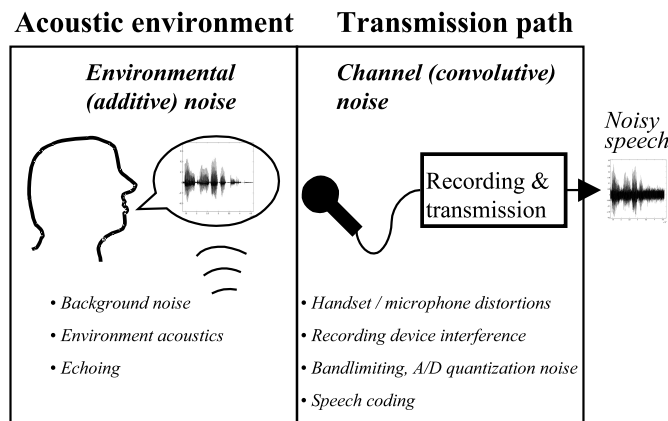 Acoustic environment
Transmission path
Environmental
(additive) noise
Channel (convolutive)
noise
Noisy
speech
Recording &
transmission
• Background noise
• Environment acoustics
• Echoing
• Handset / microphone distortions
• Recording device interference
• Bandlimiting, A/D quantization noise
• Speech coding